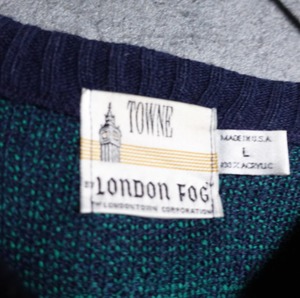 TOWNE
BY LONDON FOG
THE LONDONTOWN CORPORATION
MADE IN U.S.A.
L
100% ACRYLIC